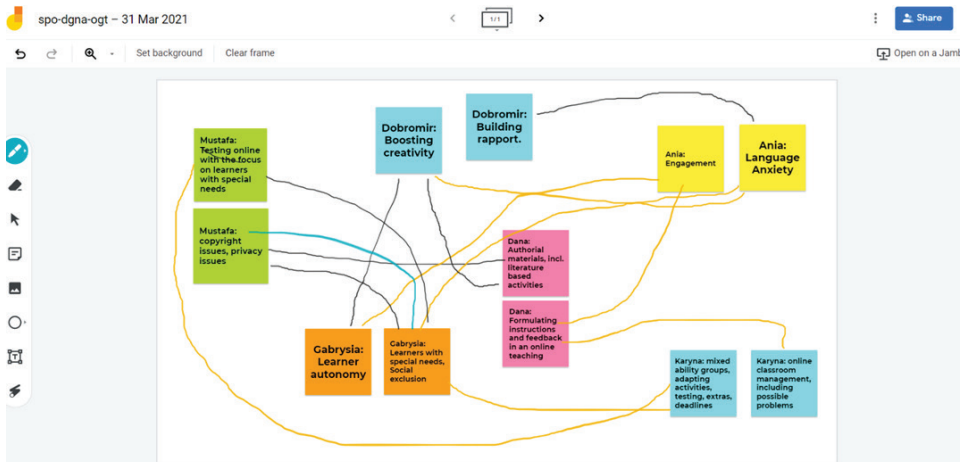 spo-dgna-ogt – 31 Mar 2021
1/1
Share
Set background
Clear frame
Open on a Jamb
Mustafa:
Testing online
with the focus
on learners
with special
needs
Dobromir:
Boosting
creativity
Dobromir:
Building
rapport.
Ania:
Engagement
Ania:
Language
Anxiety
Mustafa:
copyright
issues, privacy
issues
Dana:
Authorial
materials, incl.
literature
based
activities
Dana:
Formulating
instructions
and feedback
in an online
teaching
Gabrysia:
Learner
autonomy
Gabrysia:
Learners with
special needs,
Social
exclusion
Karyna: mixed
ability groups,
adapting
activities,
testing, extras,
deadlines
Karyna: online
classroom
management,
including
possible
problems